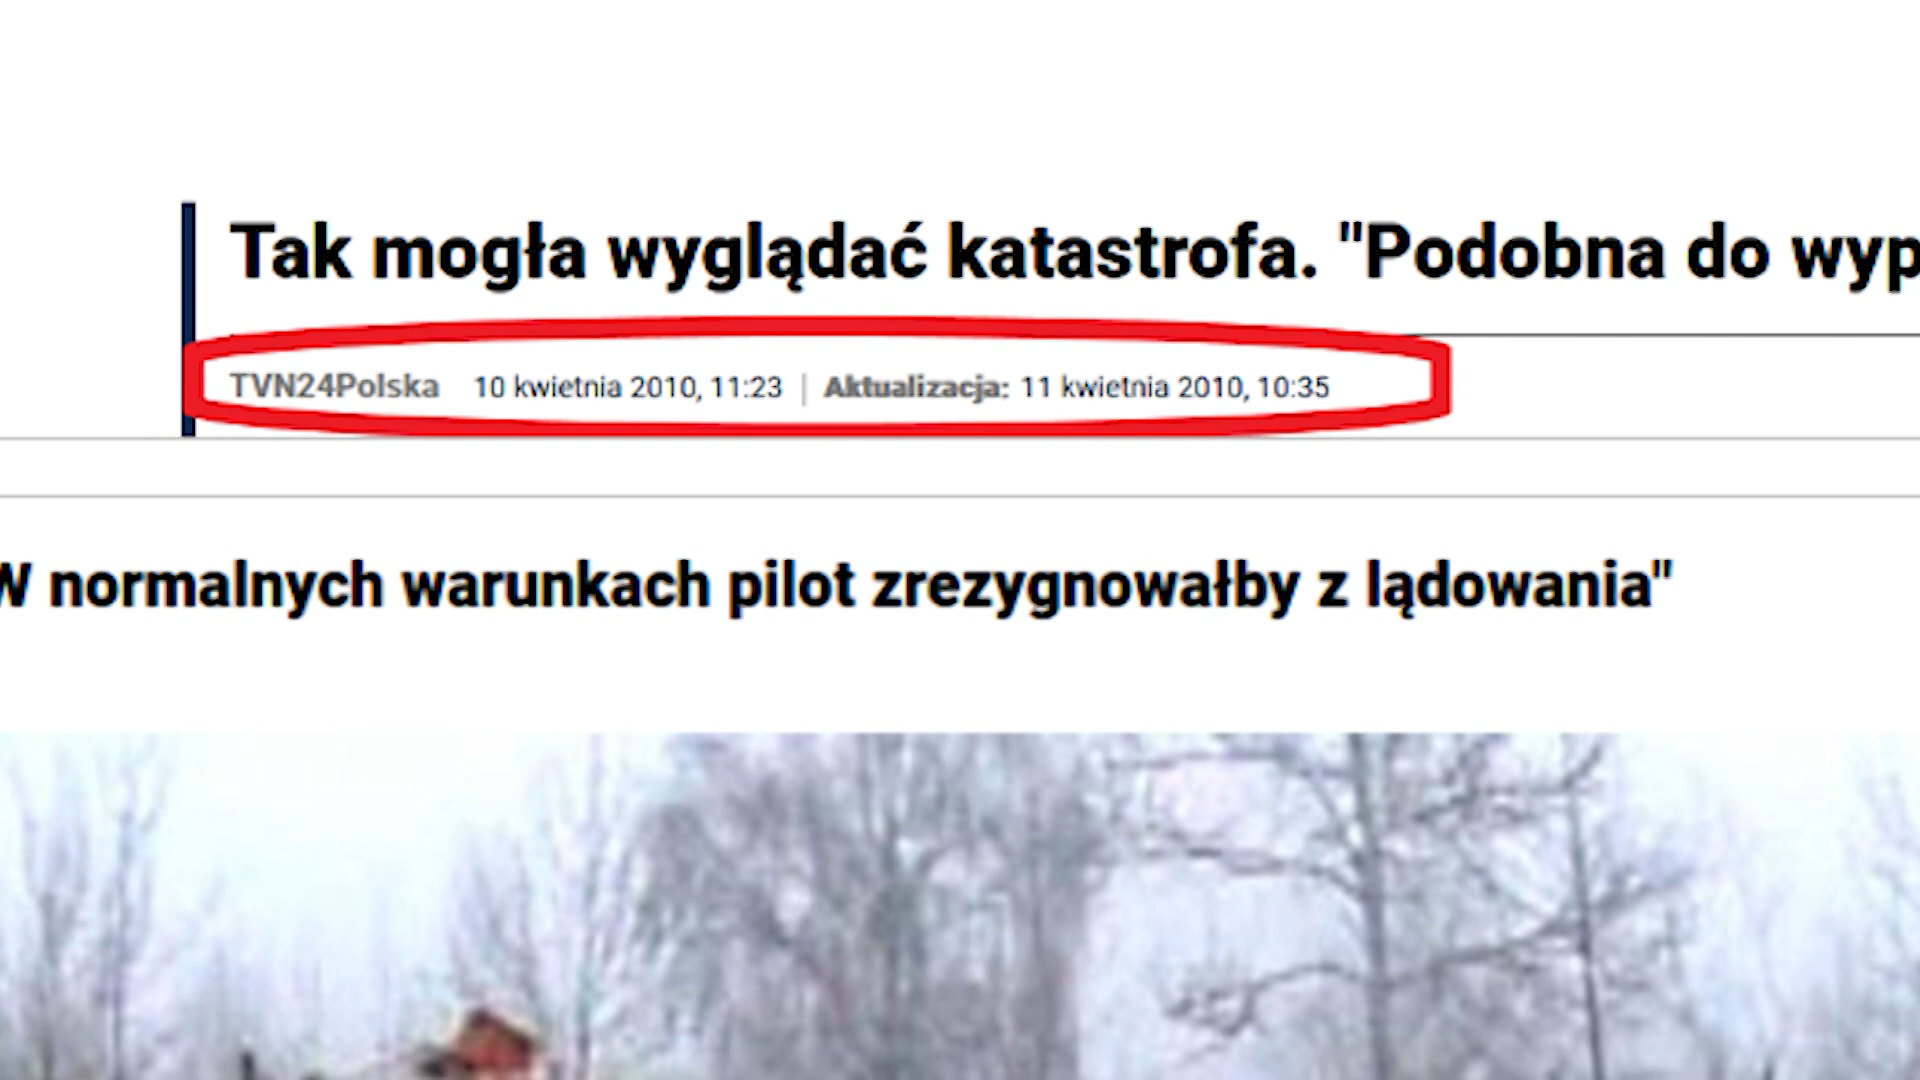 Tak mogła wyglądać katastrofa. "Podobna do
TVN24Polska 10 kwietnia 2010, 11:23 | Aktualizacja: 11 kwietnia 2010, 10:35
W normalnych warunkach pilot zrezygnowałby z lądowania"